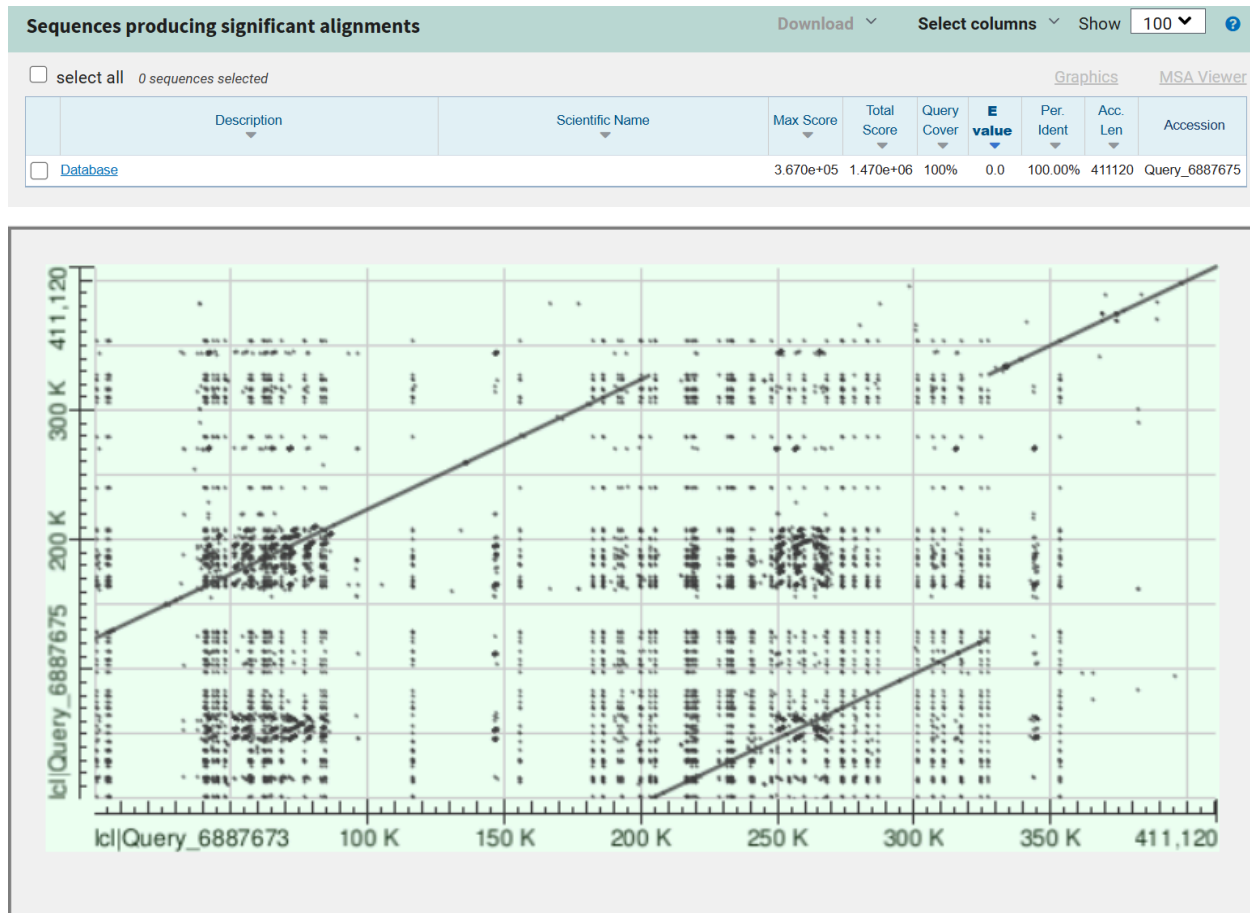 Sequences producing significant alignments Download Select columns Show 100 ?
select all 0 sequences selected Graphics MSA Viewer
Description Scientific Name Max Score Total Score Query Cover E value Per. Ident Acc. Len Accession
Database 3.670e+05 1.470e+06 100% 0.0 100.00% 411120 Query_6887675
411,120
300 K
200 K
lcl|Query_6887675
lcl|Query_6887673 100 K 150 K 200 K 250 K 300 K 350 K 411,120